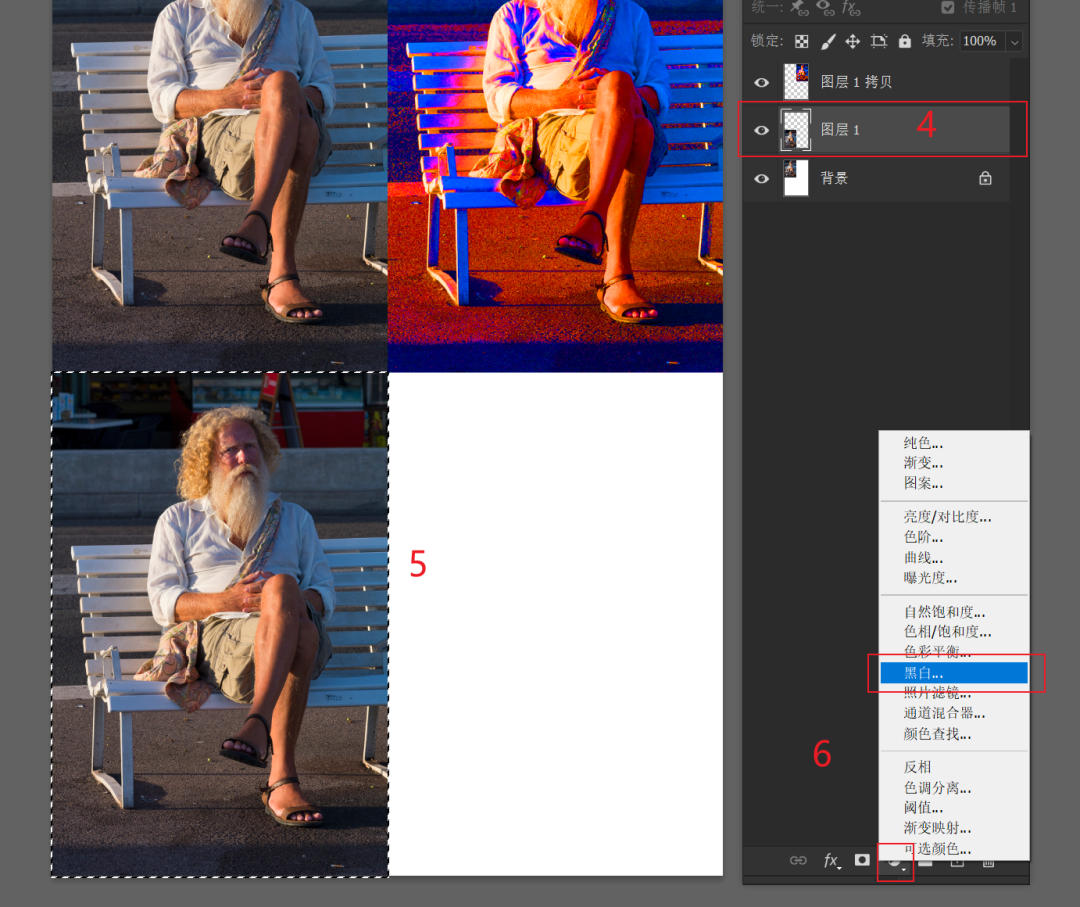 统一:
传播帧 1
锁定:
填充: 100%
图层 1 拷贝
图层 1
4
背景
5
纯色...
渐变...
图案...
亮度/对比度...
色阶...
曲线...
曝光度...
自然饱和度...
色相/饱和度...
色彩平衡...
黑白...
照片滤镜...
通道混合器...
颜色查找...
6
反相
色调分离...
阈值...
渐变映射...
可选颜色...
fx